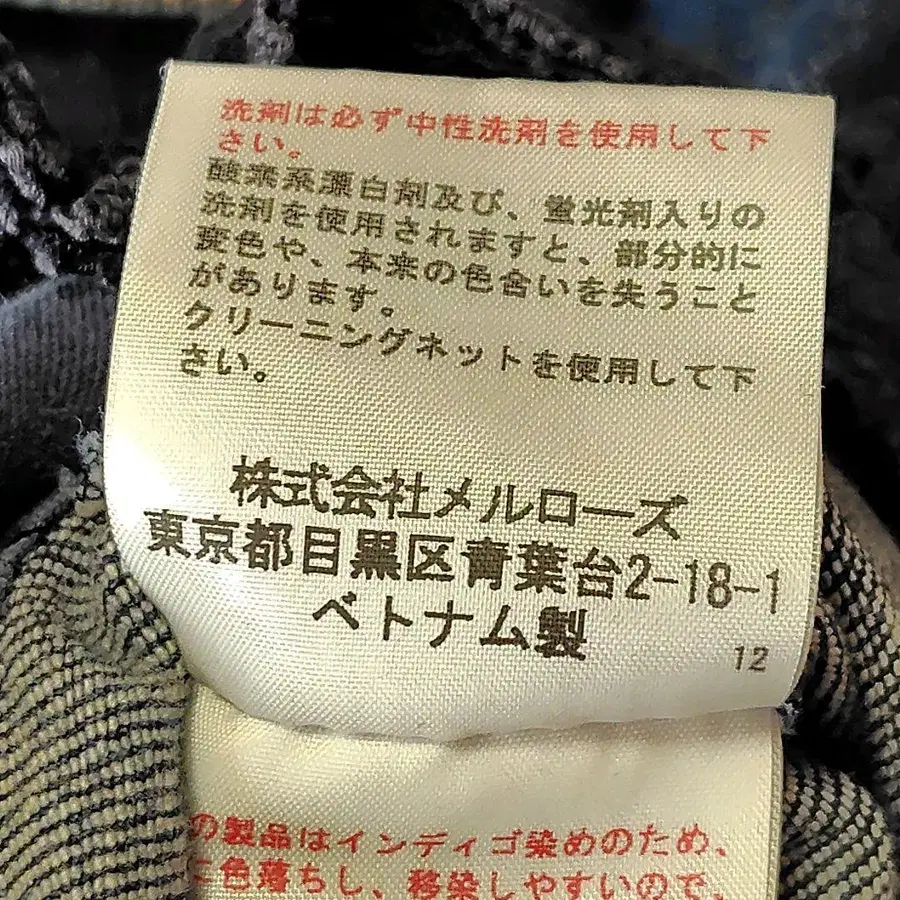 洗剤は必ず中性洗剤を使用して下
さい。
酸素系漂白剤及び、蛍光剤入りの
洗剤を使用されますと、部分的に
変色や、本来の色合いを失うこと
があります。
クリーニングネットを使用して下
さい。
株式会社メルローズ
東京都目黒区青葉台2-18-1
ベトナム製
12
の製品はインディゴ染めのため、
に色落ちし、移染しやすいので、